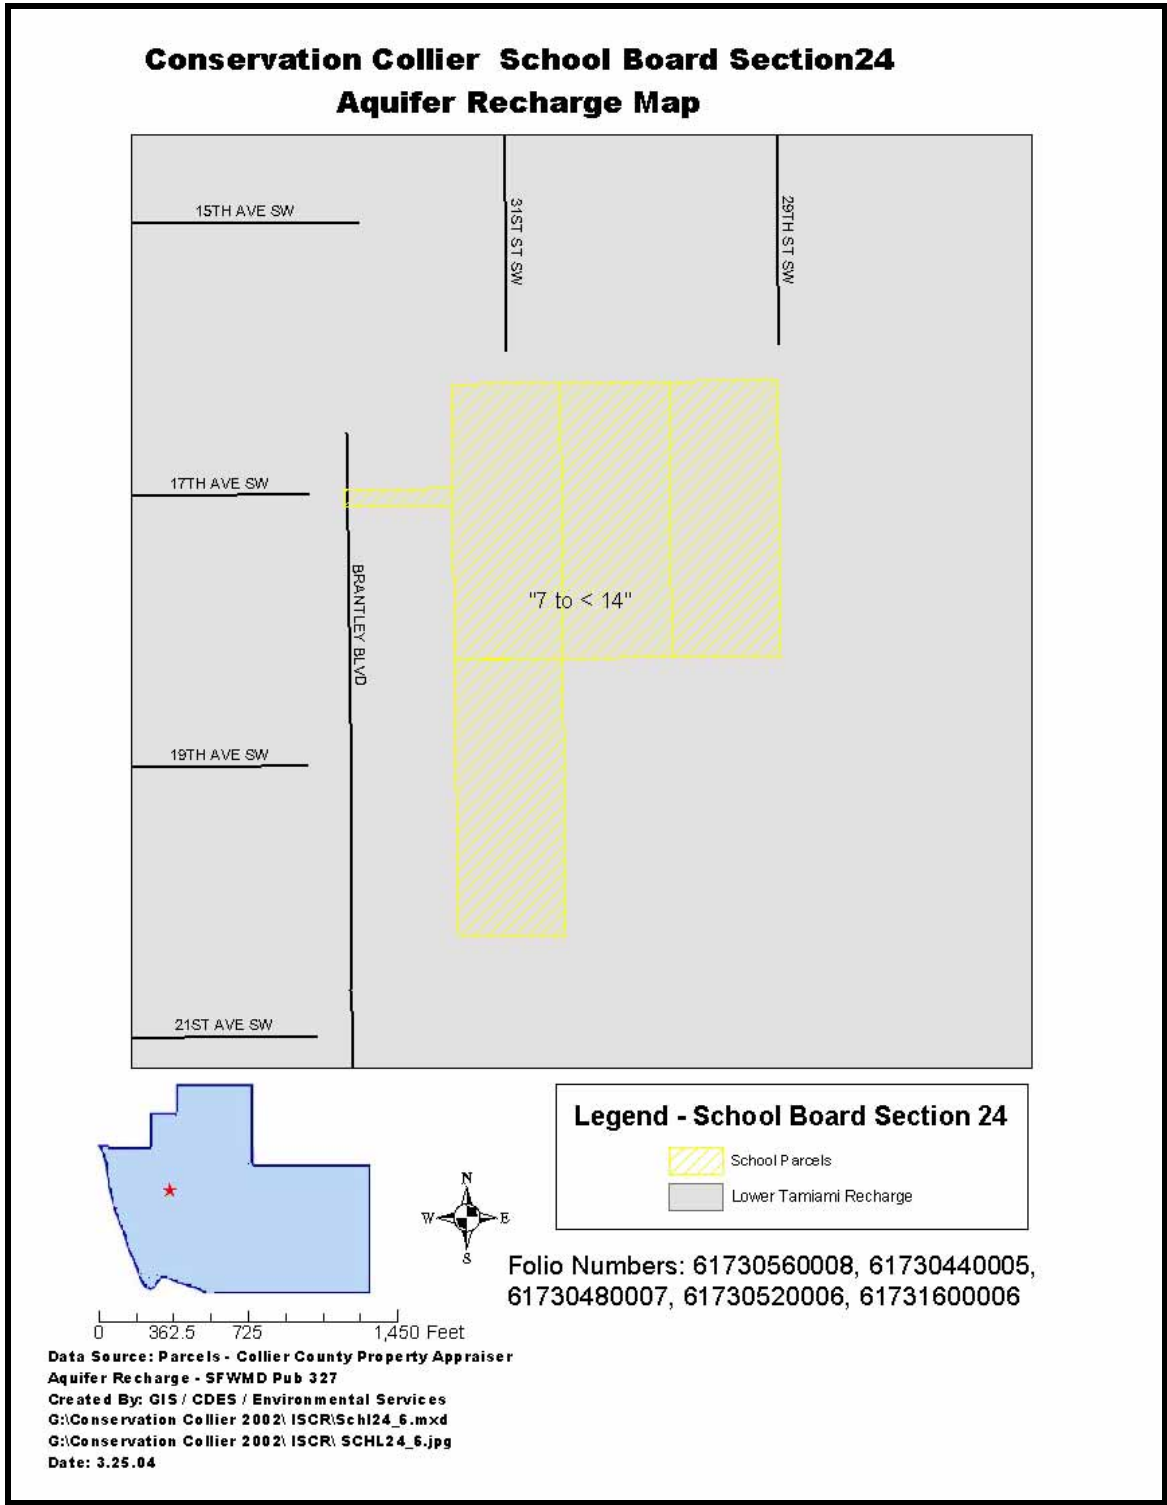 Conservation Collier School Board Section24
Aquifer Recharge Map
15TH AVE SW
31ST ST SW
29TH ST SW
17TH AVE SW
BRANTLEY BLVD
"7 to < 14"
19TH AVE SW
21ST AVE SW
Legend - School Board Section 24
School Parcels
Lower Tamiami Recharge
N
W E
S
Folio Numbers: 61730560008, 61730440005,
61730480007, 61730520006, 61731600006
0 362.5 725 1,450 Feet
Data Source: Parcels - Collier County Property Appraiser
Aquifer Recharge - SFWMD Pub 327
Created By: GIS / CDES / Environmental Services
G:\Conservation Collier 2002\ ISCR\Schl24_6.mxd
G:\Conservation Collier 2002\ ISCR\ SCHL24_6.jpg
Date: 3.25.04